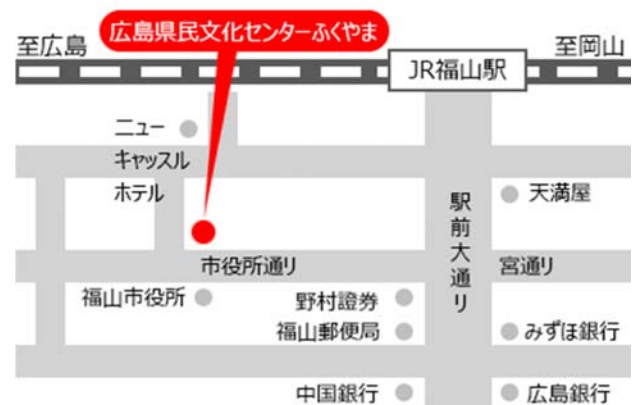 広島県民文化センターふくやま
至広島
至岡山
JR福山駅
ニュー
キャッスル
ホテル
駅前大通り
天満屋
市役所通り
宮通り
福山市役所
野村證券
福山郵便局
みずほ銀行
中国銀行
広島銀行